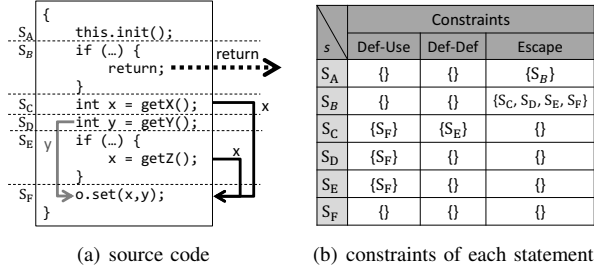 {
S_A this.init();
S_B if (…) {
return; return
}
S_C int x = getX(); x
S_D int y = getY();
S_E if (…) {
y x = getZ(); x
}
S_F o.set(x,y);
}
(a) source code
Constraints
s Def-Use Def-Def Escape
S_A {} {} {S_B}
S_B {} {} {S_C, S_D, S_E, S_F}
S_C {S_F} {S_E} {}
S_D {S_F} {} {}
S_E {S_F} {} {}
S_F {} {} {}
(b) constraints of each statement